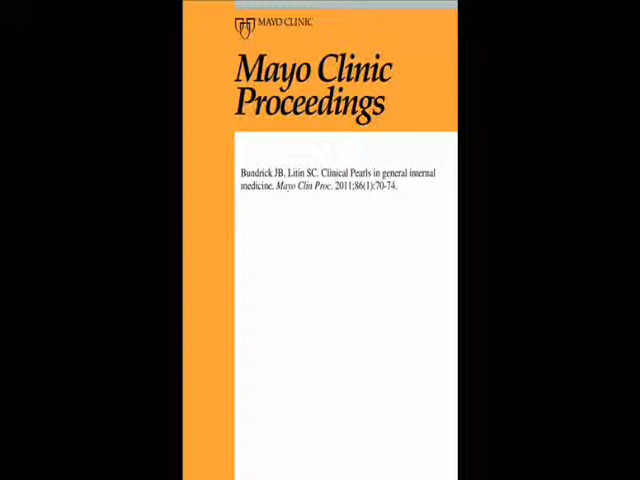 MAYO CLINIC
Mayo Clinic
Proceedings
Bundrick JB, Litin SC. Clinical Pearls in general internal
medicine. Mayo Clin Proc. 2011;86(1):70-74.